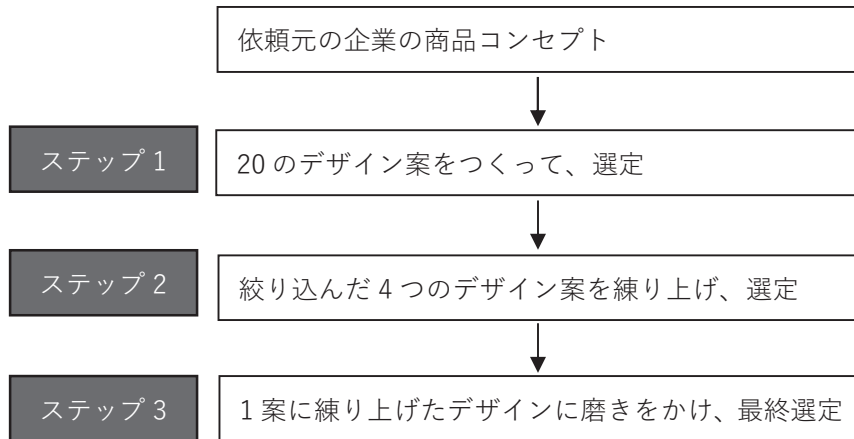 依頼元の企業の商品コンセプト
ステップ 1
20 のデザイン案をつくって、選定
ステップ 2
絞り込んだ 4 つのデザイン案を練り上げ、選定
ステップ 3
1 案に練り上げたデザインに磨きをかけ、最終選定